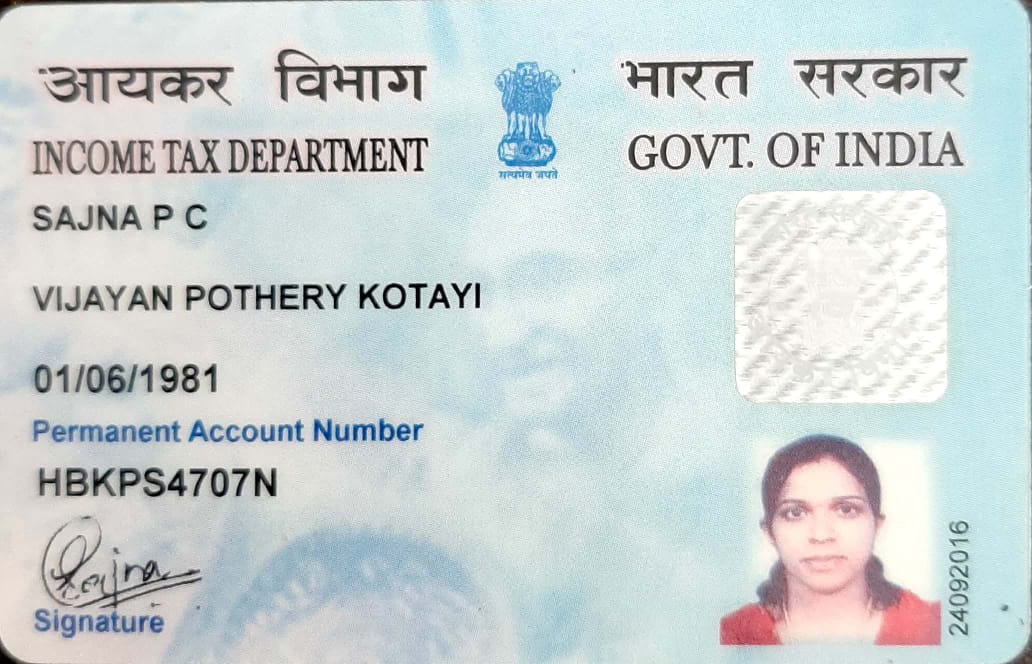 आयकर विभाग
भारत सरकार
INCOME TAX DEPARTMENT
GOVT. OF INDIA
सत्यमेव जयते
SAJNA P C
VIJAYAN POTHERY KOTAYI
01/06/1981
Permanent Account Number
HBKPS4707N
Sajna
Signature
24092016